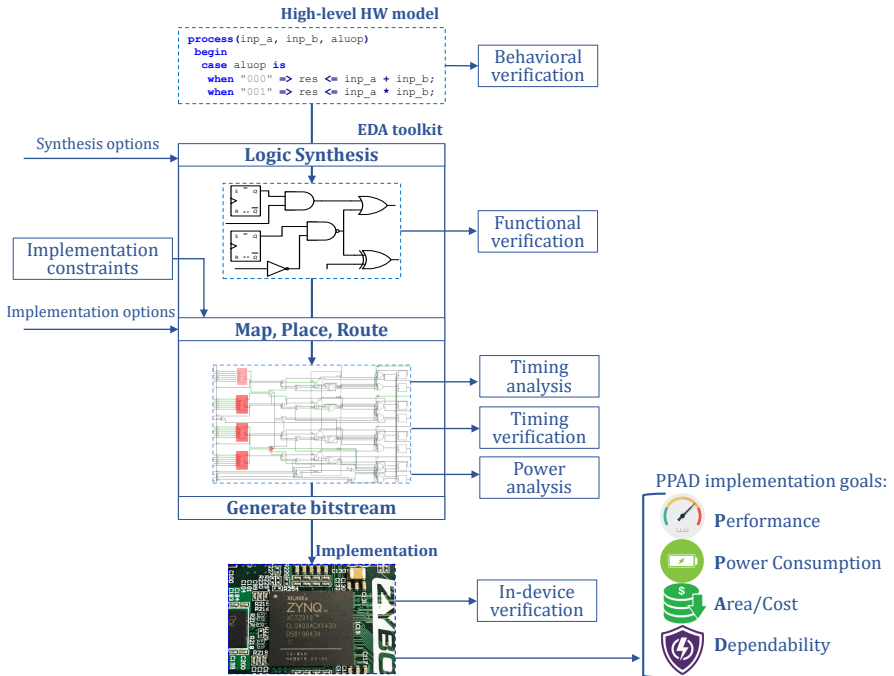 High-level HW model
process(inp_a, inp_b, aluop)
begin
case aluop is
when "000" => res <= inp_a + inp_b;
when "001" => res <= inp_a * inp_b;
Behavioral
verification
EDA toolkit
Synthesis options
Logic Synthesis
Functional
verification
Implementation
constraints
Implementation options
Map, Place, Route
Timing
analysis
Timing
verification
Power
analysis
Generate bitstream
Implementation
XILINX
ZYNQ
TAIWAN
ZYBO
In-device
verification
PPAD implementation goals:
Performance
Power Consumption
$
Area/Cost
Dependability